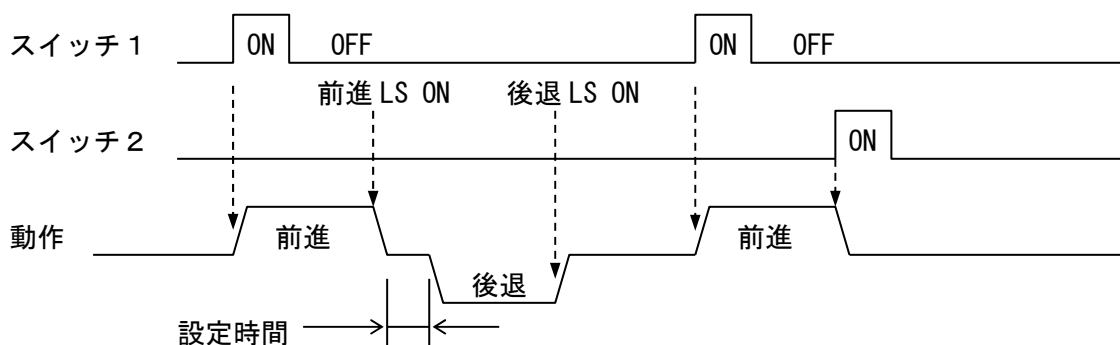 スイッチ１ ON OFF ON OFF
前進 LS ON 後退 LS ON
スイッチ２ ON
動作 前進 前進
後退
設定時間